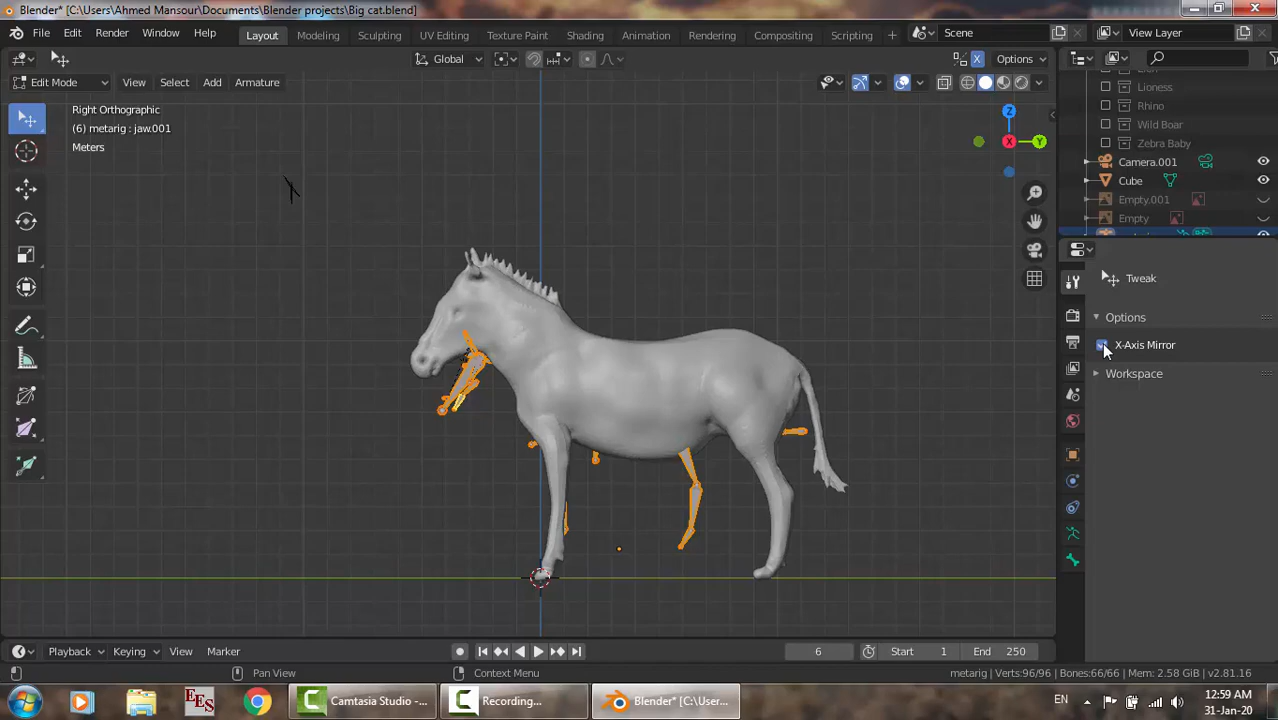 Blender* [C:\Users\Ahmed Mansour\Documents\Blender projects\Big cat.blend]
File Edit Render Window Help Layout Modeling Sculpting UV Editing Texture Paint Shading Animation Rendering Compositing Scripting + Scene View Layer
Global Options
Edit Mode View Select Add Armature
Right Orthographic
(6) metarig : jaw.001
Meters
X
Z
X Y
Lioness
Rhino
Wild Boar
Zebra Baby
Camera.001
Cube
Empty.001
Empty
Tweak
Options
X-Axis Mirror
Workspace
Playback Keying View Marker 6 Start 1 End 250
Pan View Context Menu metarig | Verts:96/96 | Bones:66/66 | Mem: 2.58 GiB | v2.81.16
EES Camtasia Studio -... Recording... Blender* [C:\User... EN 12:59 AM
31-Jan-20